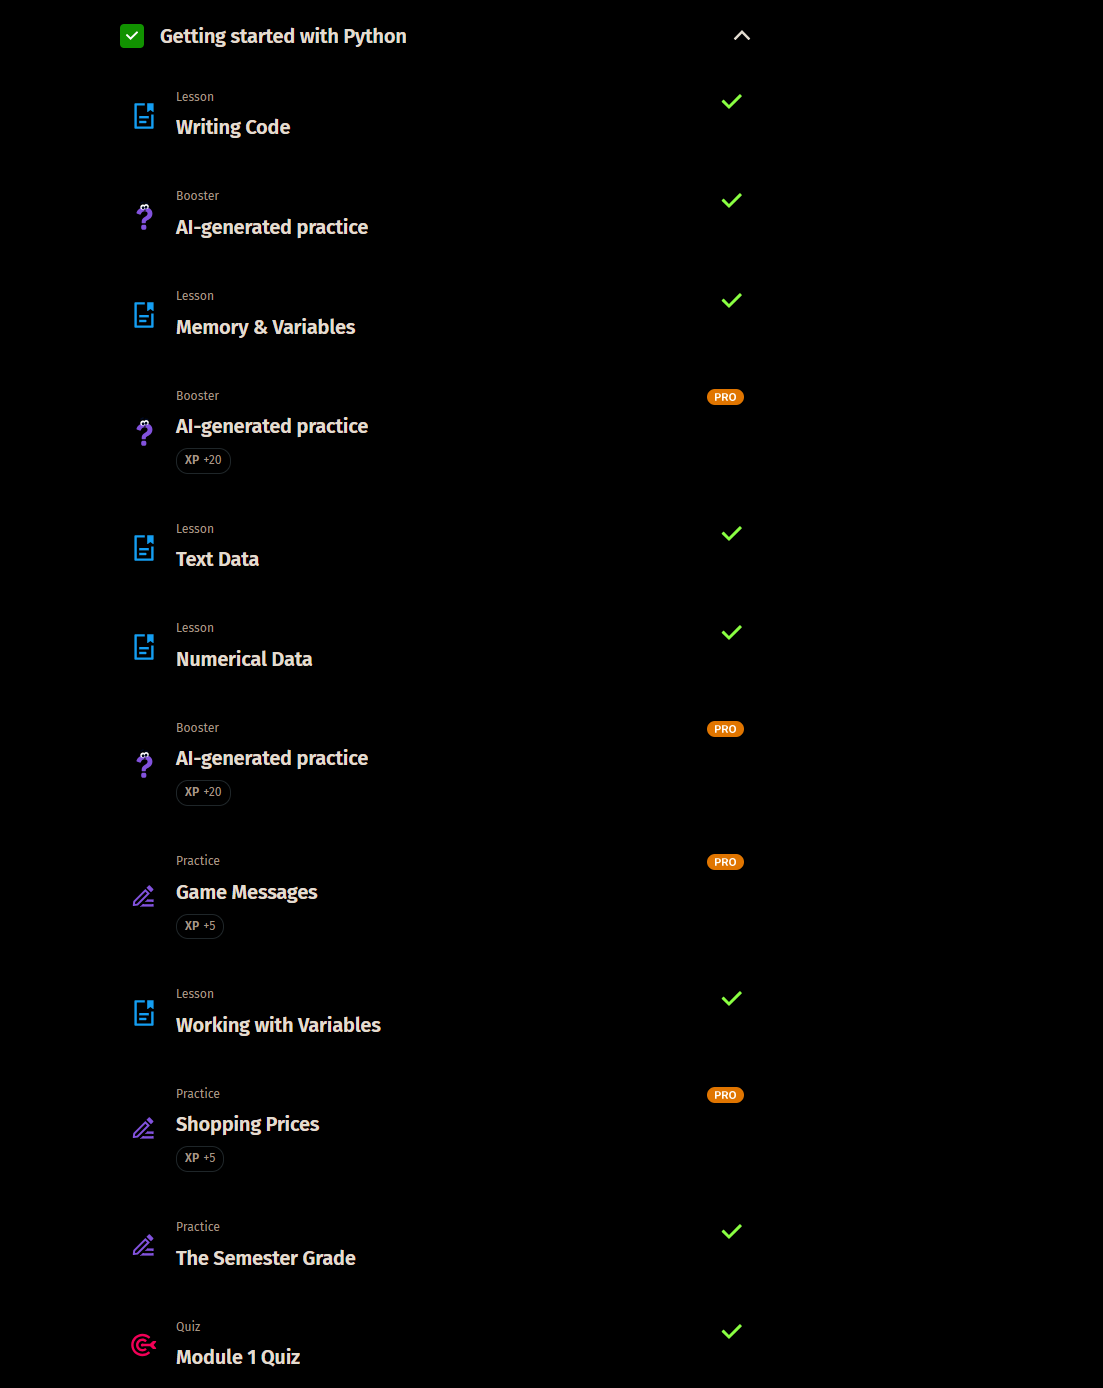 Getting started with Python
Lesson
Writing Code
Booster
AI-generated practice
Lesson
Memory & Variables
Booster
PRO
AI-generated practice
XP +20
Lesson
Text Data
Lesson
Numerical Data
Booster
PRO
AI-generated practice
XP +20
Practice
PRO
Game Messages
XP +5
Lesson
Working with Variables
Practice
PRO
Shopping Prices
XP +5
Practice
The Semester Grade
Quiz
Module 1 Quiz